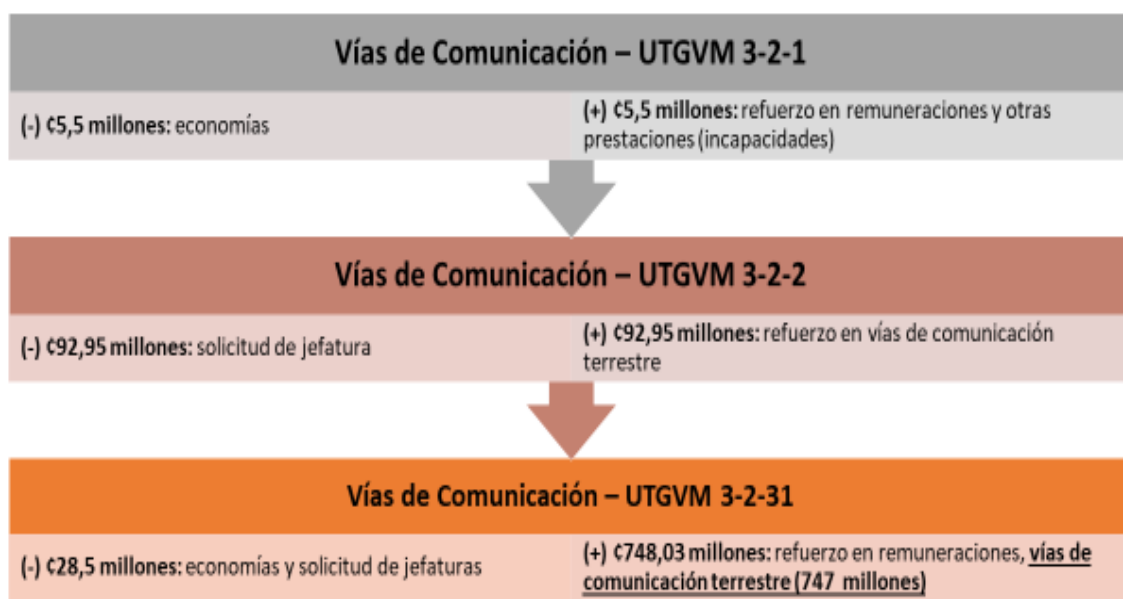 Vías de Comunicación – UTGVM 3-2-1
(-) ¢5,5 millones: economías
(+) ¢5,5 millones: refuerzo en remuneraciones y otras
prestaciones (incapacidades)
Vías de Comunicación – UTGVM 3-2-2
(-) ¢92,95 millones: solicitud de jefatura
(+) ¢92,95 millones: refuerzo en vías de comunicación
terrestre
Vías de Comunicación – UTGVM 3-2-31
(-) ¢28,5 millones: economías y solicitud de jefaturas
(+) ¢748,03 millones: refuerzo en remuneraciones, vías de
comunicación terrestre (747 millones)